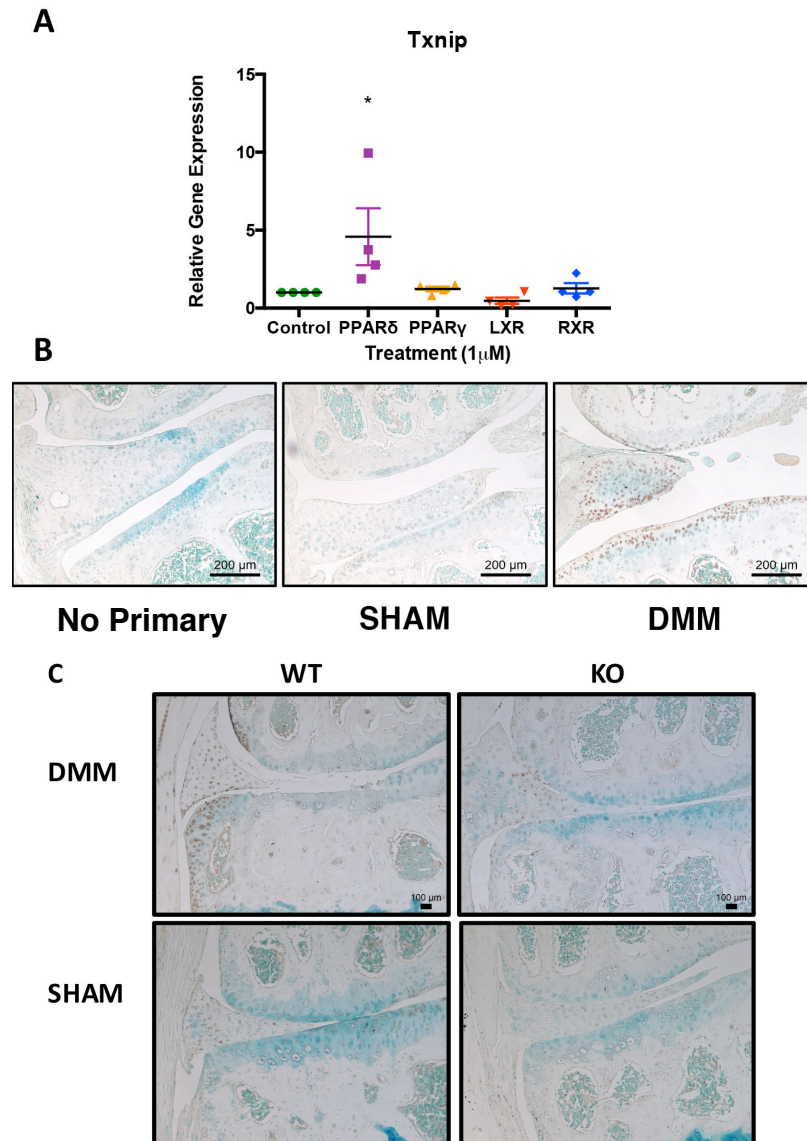 A
Txnip
Relative Gene Expression
15
10
5
0
*
Control PPARδ PPARγ LXR RXR
Treatment (1μM)
B
200 μm 200 μm 200 μm
No Primary SHAM DMM
C WT KO
DMM
100 μm 100 μm
SHAM